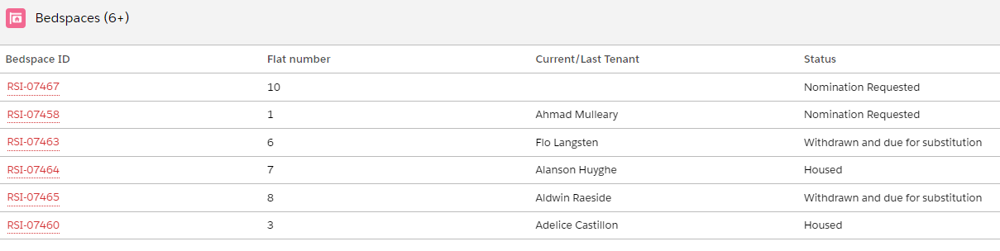 Bedspaces (6+)
Bedspace ID Flat number Current/Last Tenant Status
RSI-07467 10 Nomination Requested
RSI-07458 1 Ahmad Mulleary Nomination Requested
RSI-07463 6 Flo Langsten Withdrawn and due for substitution
RSI-07464 7 Alanson Huyghe Housed
RSI-07465 8 Aldwin Raeside Withdrawn and due for substitution
RSI-07460 3 Adelice Castillon Housed